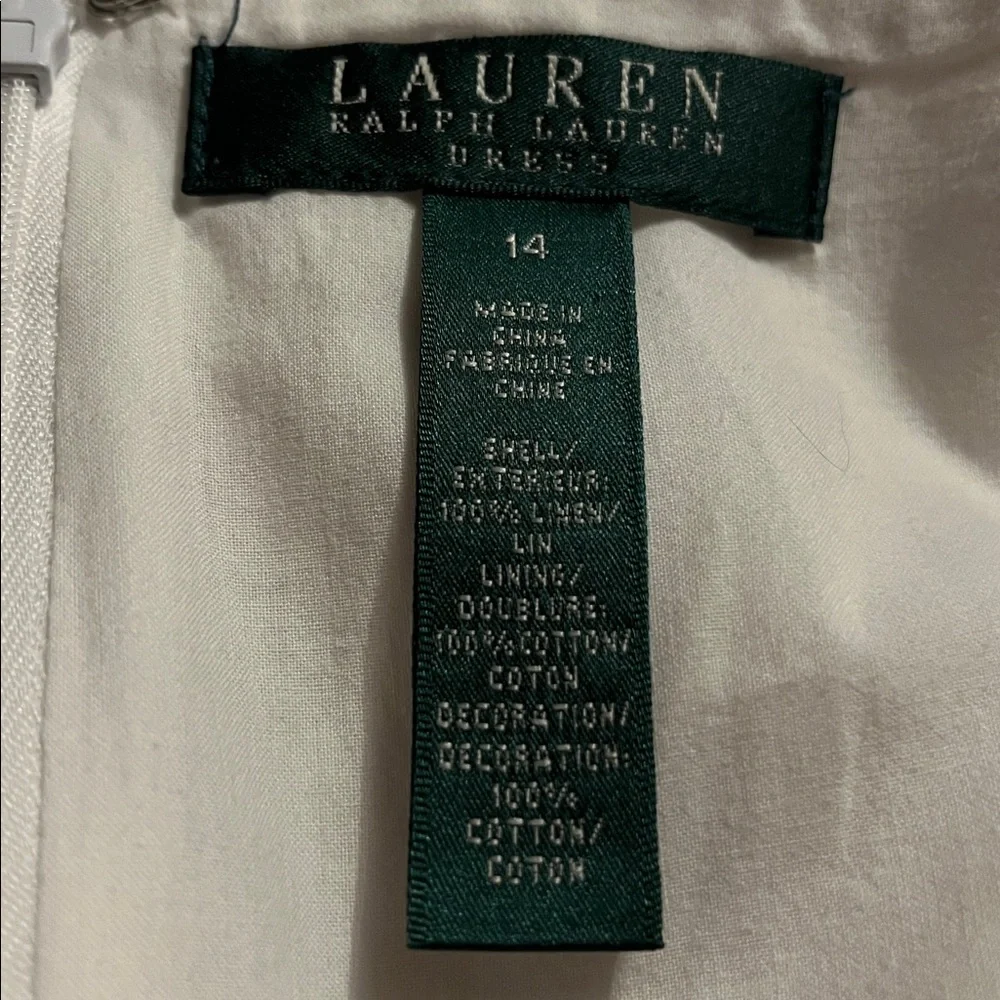 LAUREN
RALPH LAUREN
DRESS
14
MADE IN
CHINA
FABRIQUE EN
CHINE
SHELL/
EXTERIEUR:
100% LINEN/
LIN
LINING/
DOUBLURE:
100%COTTON/
COTON
DECORATION/
DECORATION:
100%
COTTON/
COTON